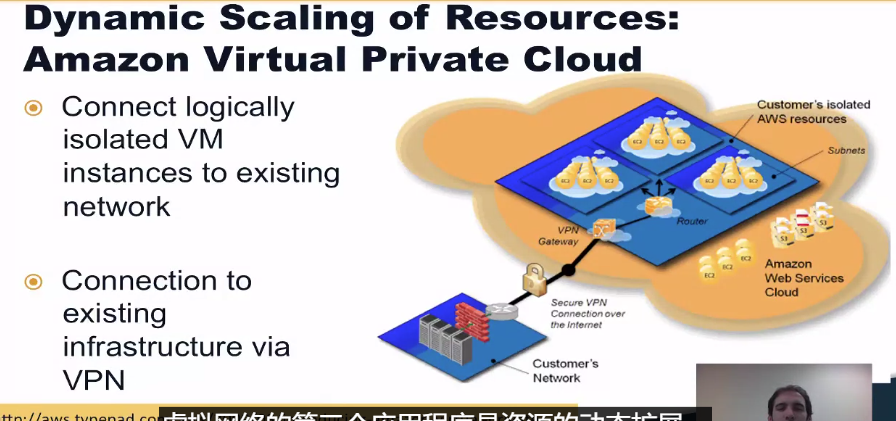 Dynamic Scaling of Resources:
Amazon Virtual Private Cloud
Connect logically
isolated VM
instances to existing
network
Connection to
existing
infrastructure via
VPN
Customer's isolated
AWS resources
Subnets
EC2 EC2 EC2
EC2 EC2 EC2
EC2 EC2 EC2
Router
VPN
Gateway
S3 S3 S3
EC2 EC2 EC2
Amazon
Web Services
Cloud
Secure VPN
Connection over
the Internet
Customer's
Network
ttp://aws.typepad.co
虚拟网络的第三个应用程序是资源的动态扩展